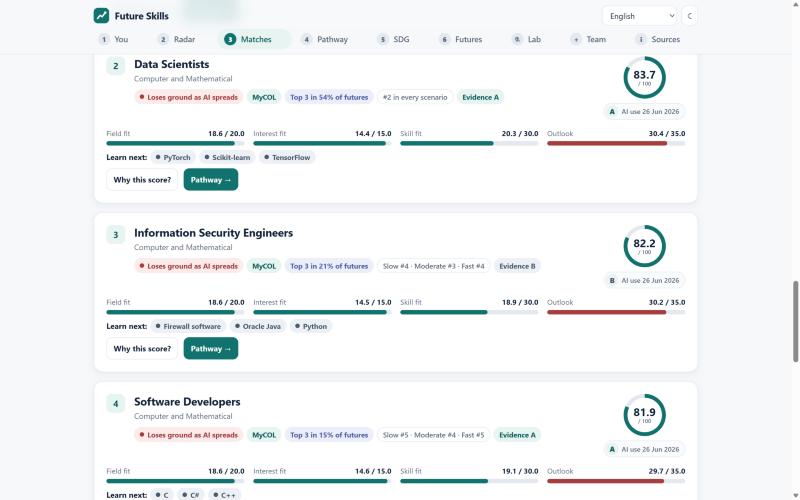 Future Skills
English
C
1 You
2 Radar
3 Matches
4 Pathway
5 SDG
6 Futures
Lab
+ Team
i Sources
2
Data Scientists
Computer and Mathematical
Loses ground as AI spreads
MyCOL
Top 3 in 54% of futures
#2 in every scenario
Evidence A
83.7
/ 100
A AI use 26 Jun 2026
Field fit 18.6 / 20.0
Interest fit 14.4 / 15.0
Skill fit 20.3 / 30.0
Outlook 30.4 / 35.0
Learn next: PyTorch Scikit-learn TensorFlow
Why this score?
Pathway →
3
Information Security Engineers
Computer and Mathematical
Loses ground as AI spreads
MyCOL
Top 3 in 21% of futures
Slow #4 · Moderate #3 · Fast #4
Evidence B
82.2
/ 100
B AI use 26 Jun 2026
Field fit 18.6 / 20.0
Interest fit 14.5 / 15.0
Skill fit 18.9 / 30.0
Outlook 30.2 / 35.0
Learn next: Firewall software Oracle Java Python
Why this score?
Pathway →
4
Software Developers
Computer and Mathematical
Loses ground as AI spreads
MyCOL
Top 3 in 15% of futures
Slow #5 · Moderate #4 · Fast #5
Evidence A
81.9
/ 100
A AI use 26 Jun 2026
Field fit 18.6 / 20.0
Interest fit 14.6 / 15.0
Skill fit 19.1 / 30.0
Outlook 29.7 / 35.0
Learn next: C C# C++